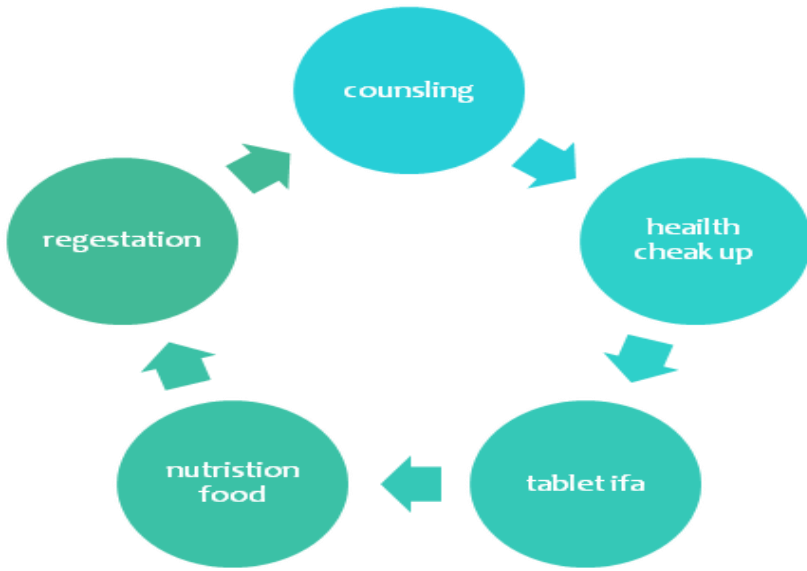 counsling
regestation
heailth
cheak up
nutristion
food
tablet ifa